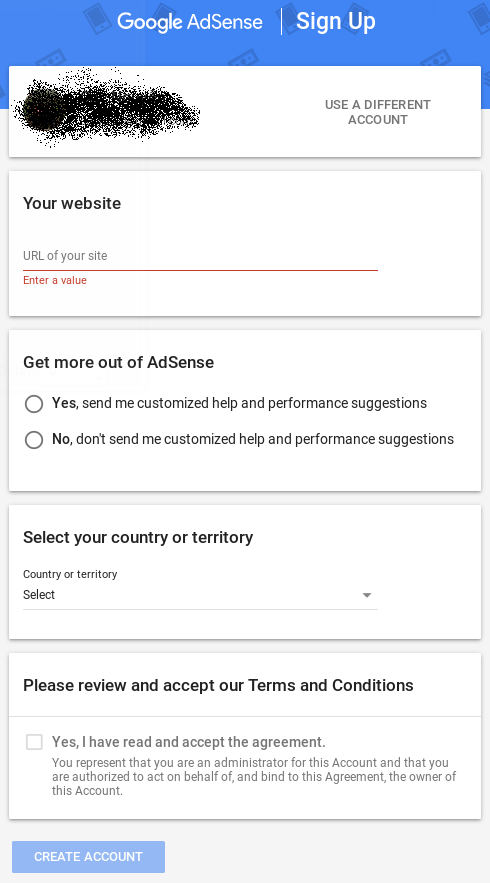 Google AdSense | Sign Up
USE A DIFFERENT
ACCOUNT
Your website
URL of your site
Enter a value
Get more out of AdSense
Yes, send me customized help and performance suggestions
No, don't send me customized help and performance suggestions
Select your country or territory
Country or territory
Select
Please review and accept our Terms and Conditions
Yes, I have read and accept the agreement.
You represent that you are an administrator for this Account and that you
are authorized to act on behalf of, and bind to this Agreement, the owner of
this Account.
CREATE ACCOUNT